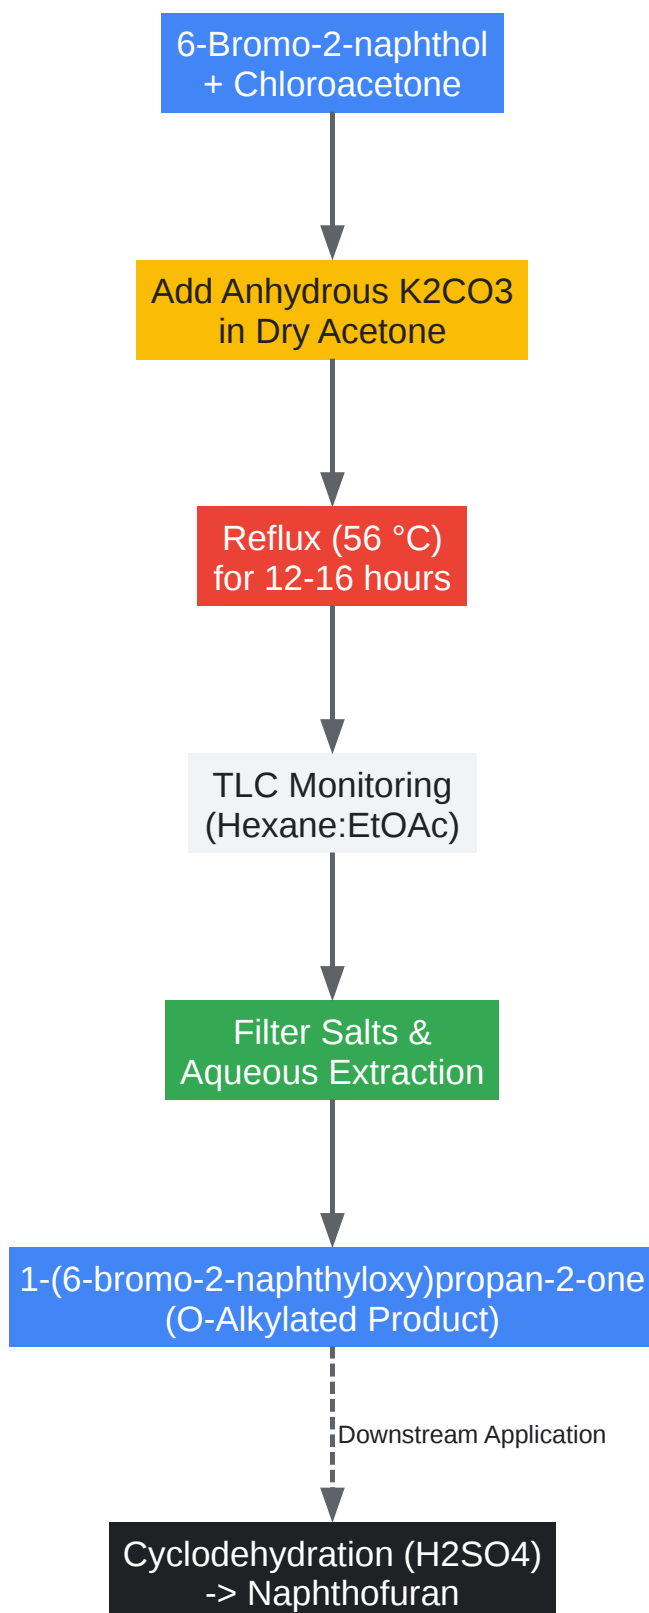 6-Bromo-2-naphthol
+ Chloroacetone
Add Anhydrous K2CO3
in Dry Acetone
Reflux (56 °C)
for 12-16 hours
TLC Monitoring
(Hexane:EtOAc)
Filter Salts &
Aqueous Extraction
1-(6-bromo-2-naphthyloxy)propan-2-one
(O-Alkylated Product)
Downstream Application
Cyclodehydration (H2SO4)
-> Naphthofuran